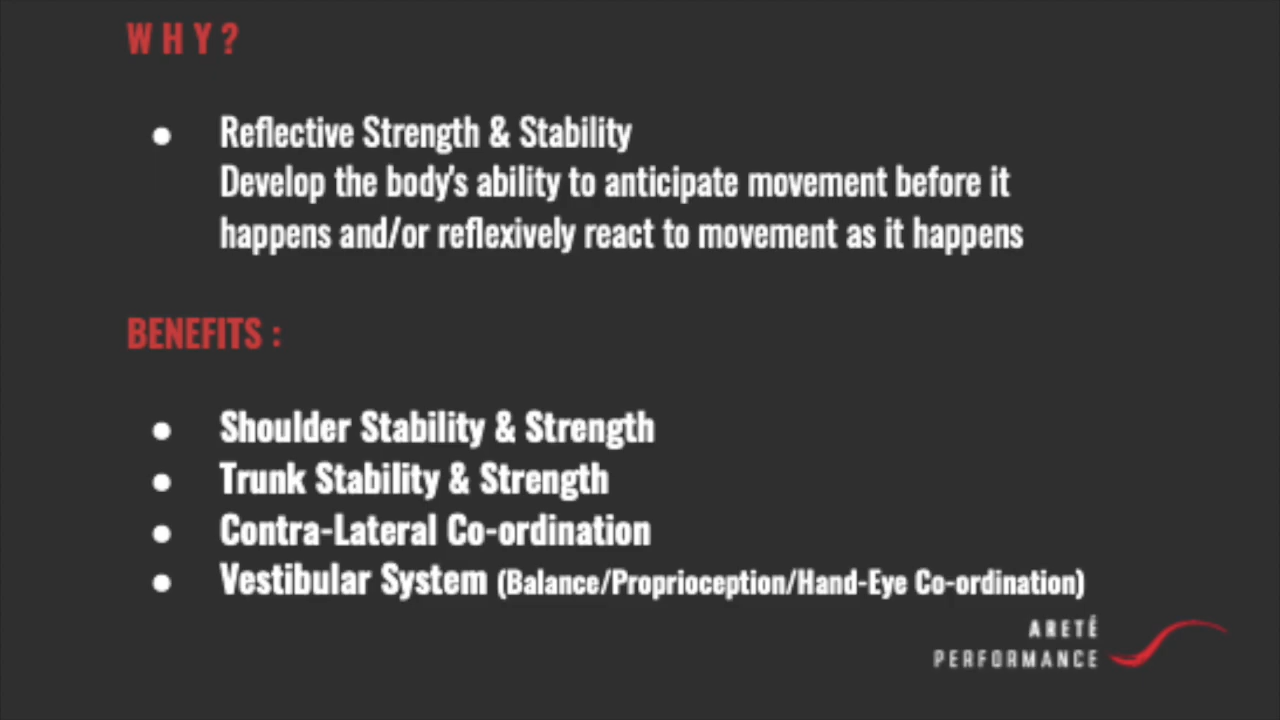 WHY?
● Reflective Strength & Stability
Develop the body's ability to anticipate movement before it
happens and/or reflexively react to movement as it happens
BENEFITS :
● Shoulder Stability & Strength
● Trunk Stability & Strength
● Contra-Lateral Co-ordination
● Vestibular System (Balance/Proprioception/Hand-Eye Co-ordination)
ARETÉ
PERFORMANCE